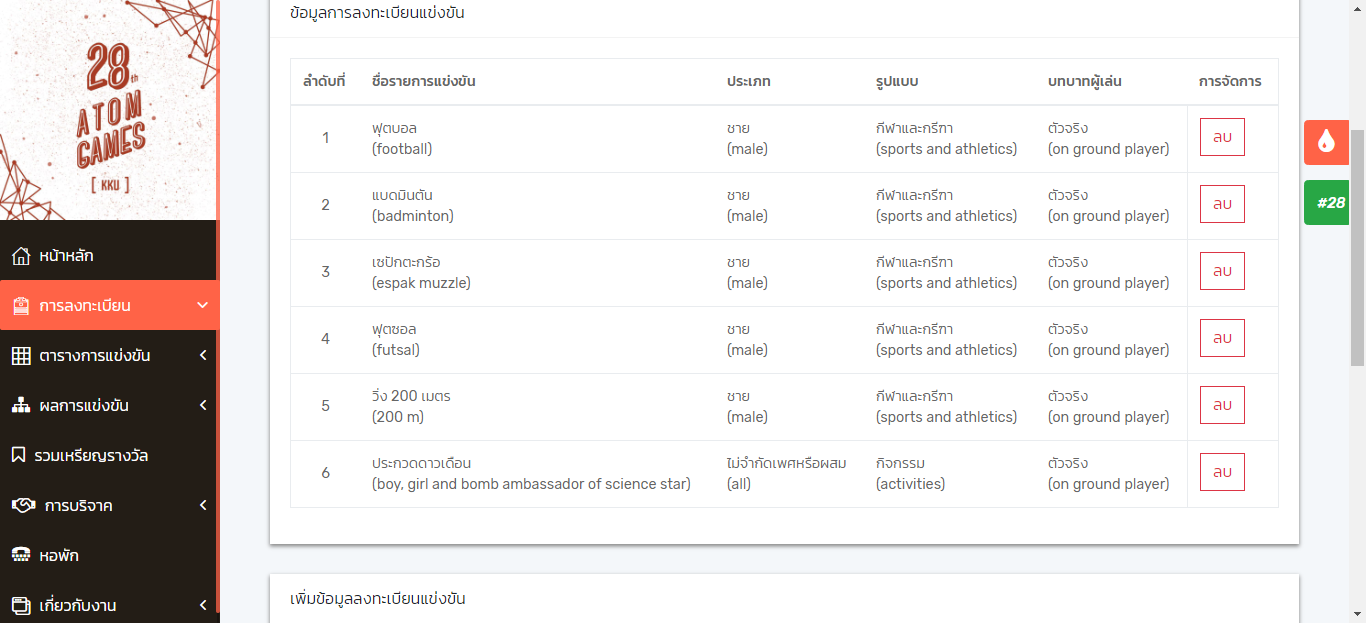 28th
ATOM
GAMES
[ KKU ]
หน้าหลัก
การลงทะเบียน
ตารางการแข่งขัน
ผลการแข่งขัน
รวมเหรียญรางวัล
การบริจาค
หอพัก
เกี่ยวกับงาน
ข้อมูลการลงทะเบียนแข่งขัน
ลำดับที่ ชื่อรายการแข่งขัน ประเภท รูปแบบ บทบาทผู้เล่น การจัดการ
1 ฟุตบอล ชาย กีฬาและกรีฑา ตัวจริง ลบ
(football) (male) (sports and athletics) (on ground player)
2 แบดมินตัน ชาย กีฬาและกรีฑา ตัวจริง ลบ
(badminton) (male) (sports and athletics) (on ground player)
3 เซปักตะกร้อ ชาย กีฬาและกรีฑา ตัวจริง ลบ
(espak muzzle) (male) (sports and athletics) (on ground player)
4 ฟุตซอล ชาย กีฬาและกรีฑา ตัวจริง ลบ
(futsal) (male) (sports and athletics) (on ground player)
5 วิ่ง 200 เมตร ชาย กีฬาและกรีฑา ตัวจริง ลบ
(200 m) (male) (sports and athletics) (on ground player)
6 ประกวดดาวเดือน ไม่จำกัดเพศหรือผสม กิจกรรม ตัวจริง ลบ
(boy, girl and bomb ambassador of science star) (all) (activities) (on ground player)
เพิ่มข้อมูลลงทะเบียนแข่งขัน
#28